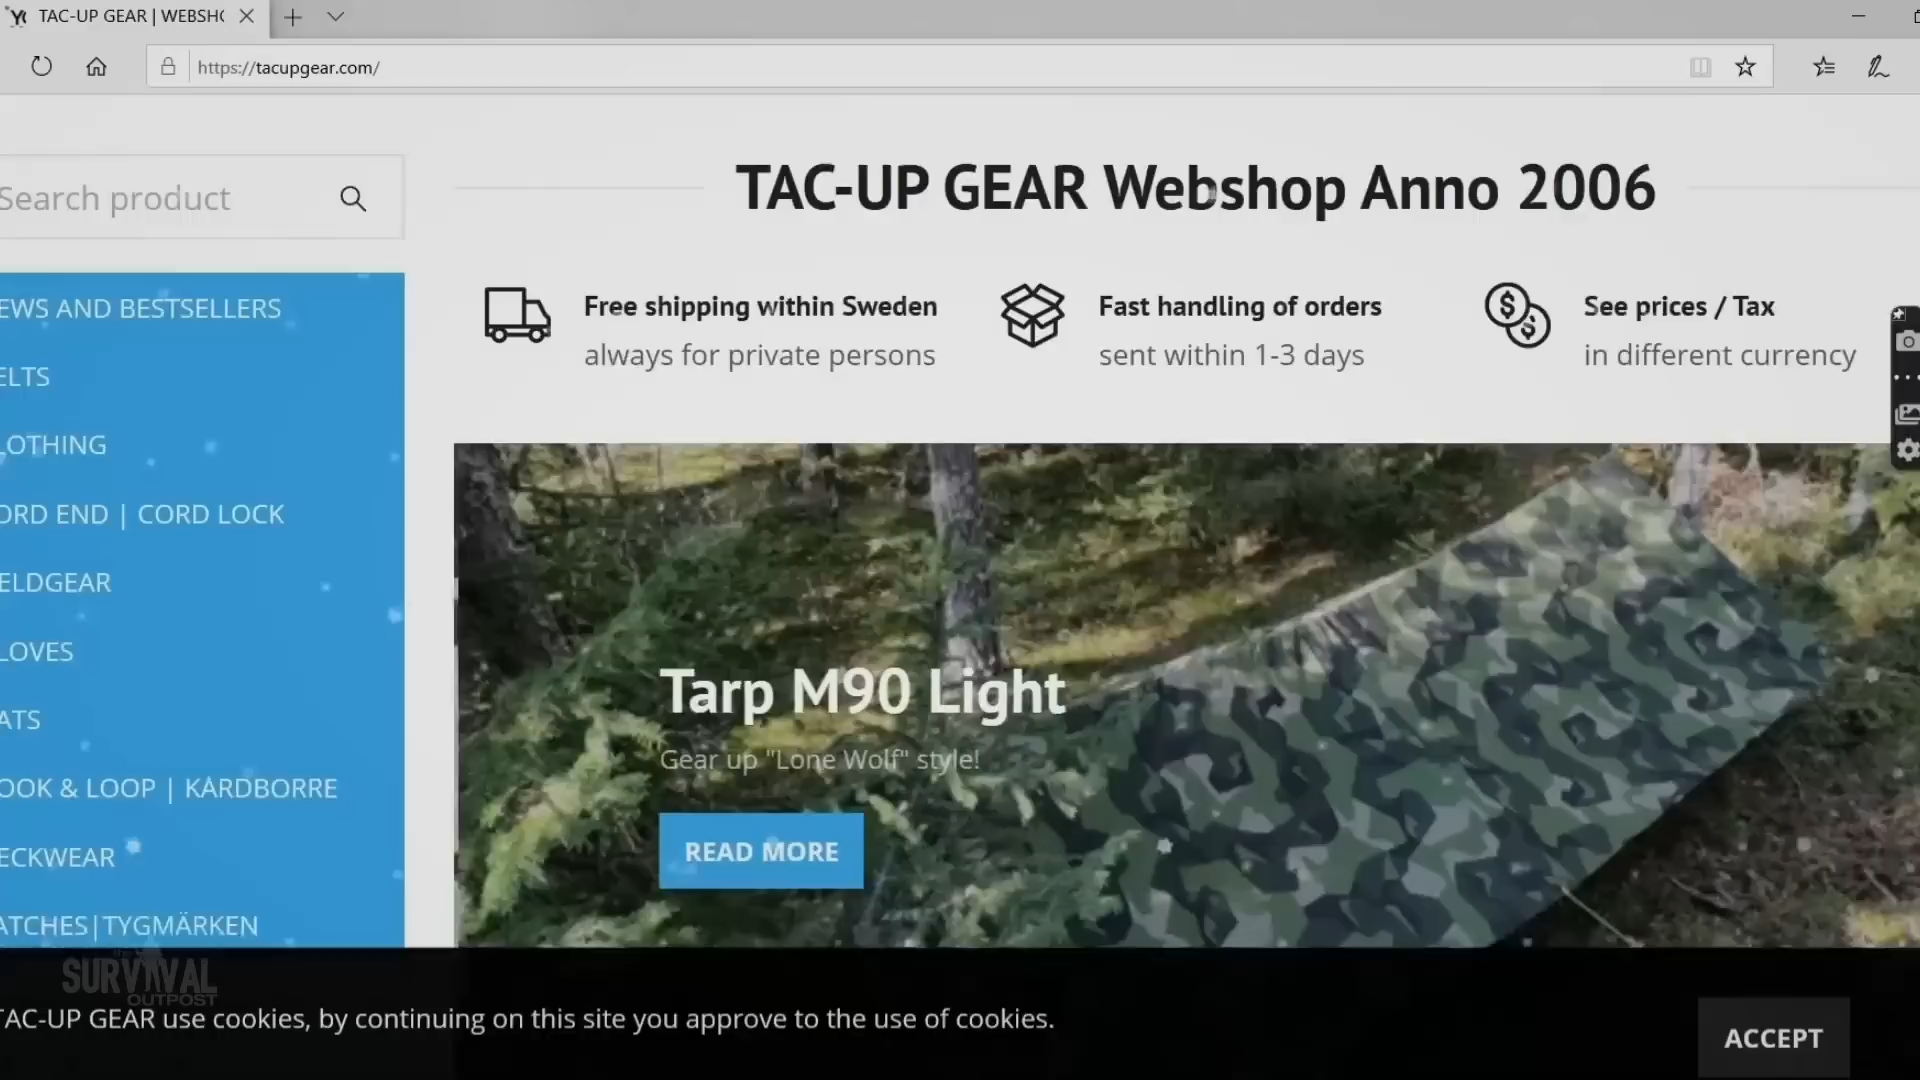 TAC-UP GEAR | WEBSH
https://tacupgear.com/
Search product
TAC-UP GEAR Webshop Anno 2006
Free shipping within Sweden
always for private persons
Fast handling of orders
sent within 1-3 days
See prices / Tax
in different currency
EWS AND BESTSELLERS
ELTS
LOTHING
ORD END | CORD LOCK
ELDGEAR
LOVES
ATS
OOK & LOOP | KARDBORRE
ECKWEAR
ATCHES|TYGMÄRKEN
Tarp M90 Light
Gear up "Lone Wolf" style!
READ MORE
the
SURVIVAL
OUTPOST
TAC-UP GEAR use cookies, by continuing on this site you approve to the use of cookies.
ACCEPT